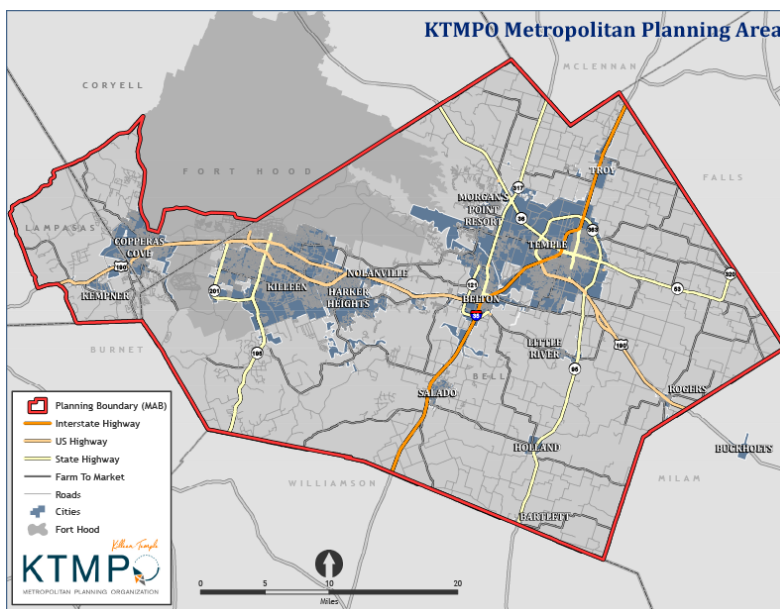 KTMPO Metropolitan Planning Area
MCLENNAN
CORYELL
FORT HOOD
FALLS
TROY
317
MORGAN'S
POINT
RESORT
36
363
TEMPLE
LAMPASAS
COPPERAS
COVE
190
KEMPNER
NOLANVILLE
KILLEEN
HARKER
HEIGHTS
201
121
BELTON
35
320
53
BURNET
195
LITTLE
RIVER
190
95
BELL
SALADO
ROGERS
HOLLAND
BUCKHOLTS
WILLIAMSON
MILAM
BARTLETT
Planning Boundary (MAB)
Interstate Highway
US Highway
State Highway
Farm To Market
Roads
Cities
Fort Hood
Killeen Temple
KTMPO
METROPOLITAN PLANNING ORGANIZATION
0 5 10 20
Miles